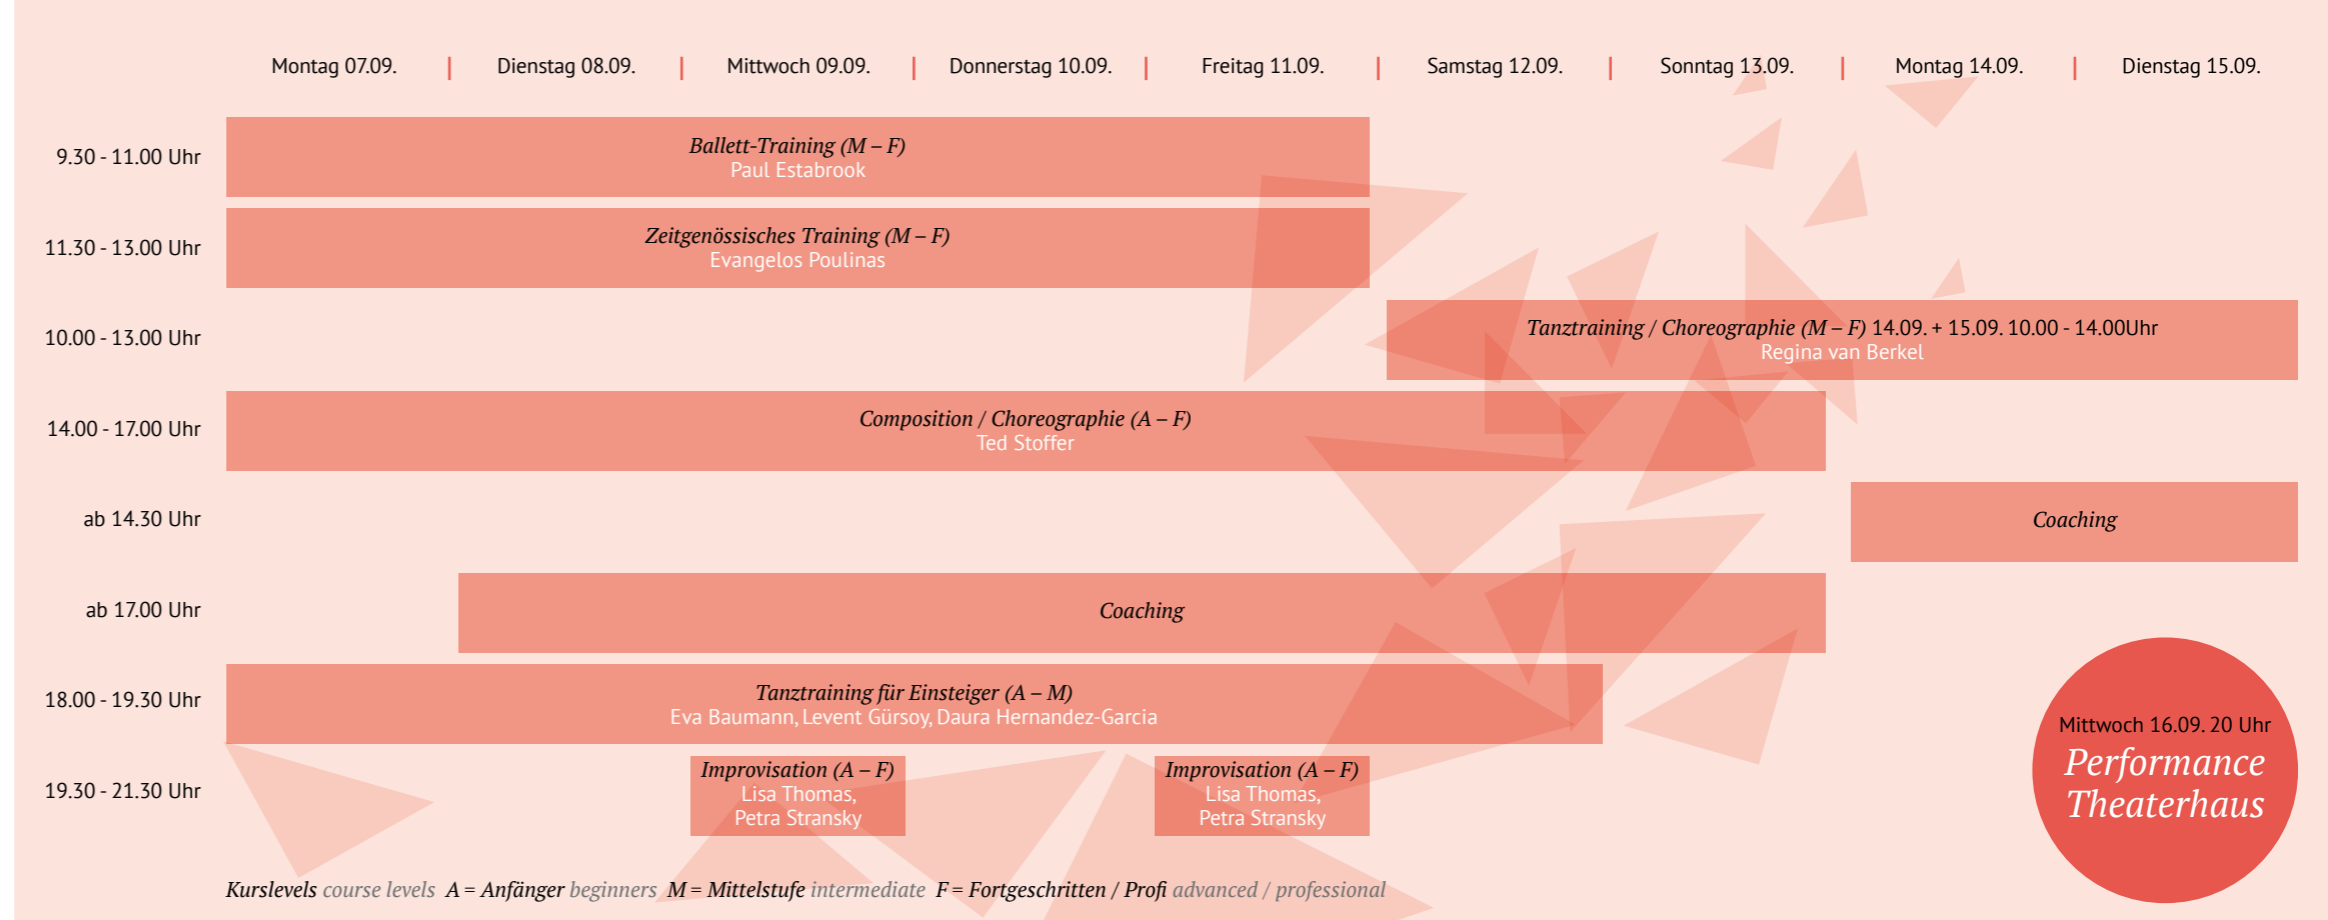 Montag 07.09. | Dienstag 08.09. | Mittwoch 09.09. | Donnerstag 10.09. | Freitag 11.09. | Samstag 12.09. | Sonntag 13.09. | Montag 14.09. | Dienstag 15.09.
9.30 - 11.00 Uhr
Ballett-Training (M – F)
Paul Estabrook
11.30 - 13.00 Uhr
Zeitgenössisches Training (M – F)
Evangelos Poulinas
10.00 - 13.00 Uhr
Tanztraining / Choreographie (M – F) 14.09. + 15.09. 10.00 - 14.00Uhr
Regina van Berkel
14.00 - 17.00 Uhr
Composition / Choreographie (A – F)
Ted Stoffer
ab 14.30 Uhr
Coaching
ab 17.00 Uhr
Coaching
18.00 - 19.30 Uhr
Tanztraining für Einsteiger (A – M)
Eva Baumann, Levent Gürsoy, Daura Hernandez-Garcia
19.30 - 21.30 Uhr
Improvisation (A – F)
Lisa Thomas,
Petra Stransky
Improvisation (A – F)
Lisa Thomas,
Petra Stransky
Mittwoch 16.09. 20 Uhr
Performance
Theaterhaus
Kurslevels course levels A = Anfänger beginners M = Mittelstufe intermediate F = Fortgeschritten / Profi advanced / professional